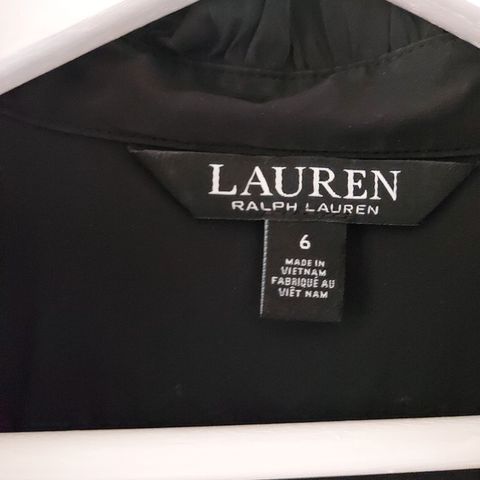 LAUREN
RALPH LAUREN
6
MADE IN
VIETNAM
FABRIQUÉ AU
VIÊT NAM